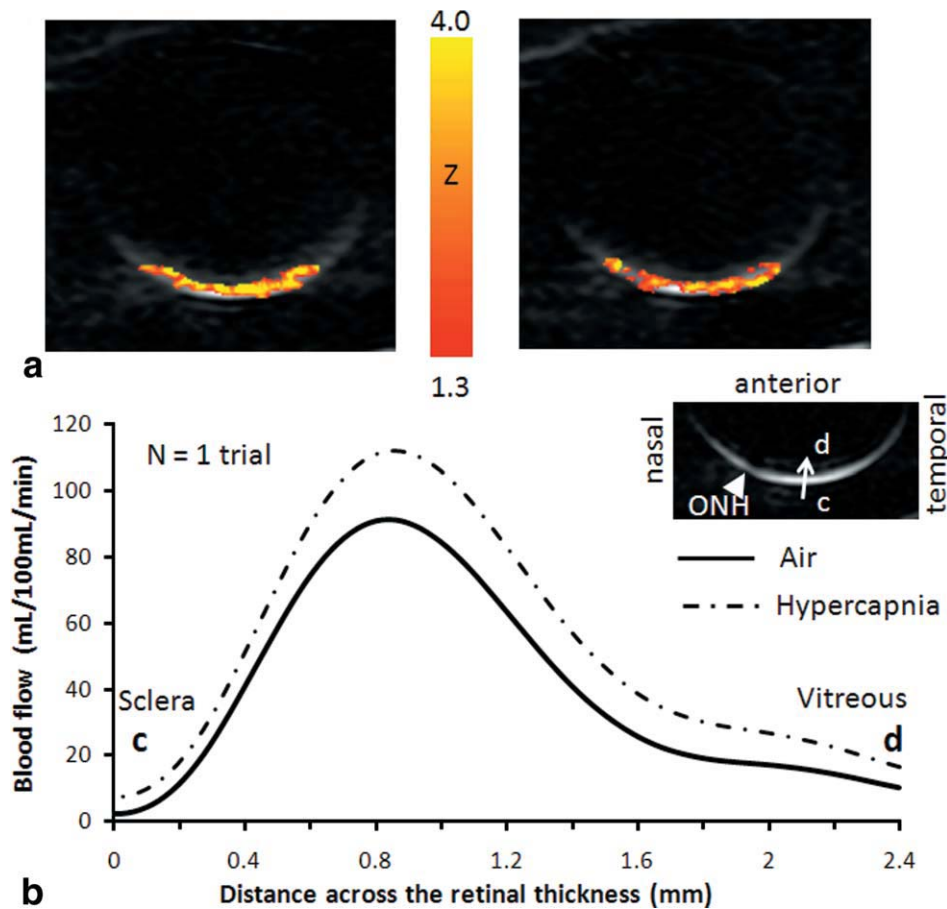 4.0
Z
1.3
a
anterior
nasal
temporal
d
c
ONH
120
100
80
60
40
20
0
Blood flow (mL/100mL/min)
N = 1 trial
Air
Hypercapnia
Sclera
c
Vitreous
d
0 0.4 0.8 1.2 1.6 2 2.4
Distance across the retinal thickness (mm)
b